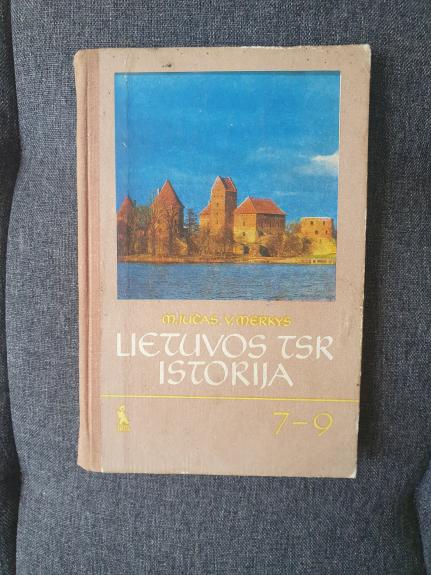 M. JUČAS, V. MERKYS
LIETUVOS TSR
ISTORIJA
7–9